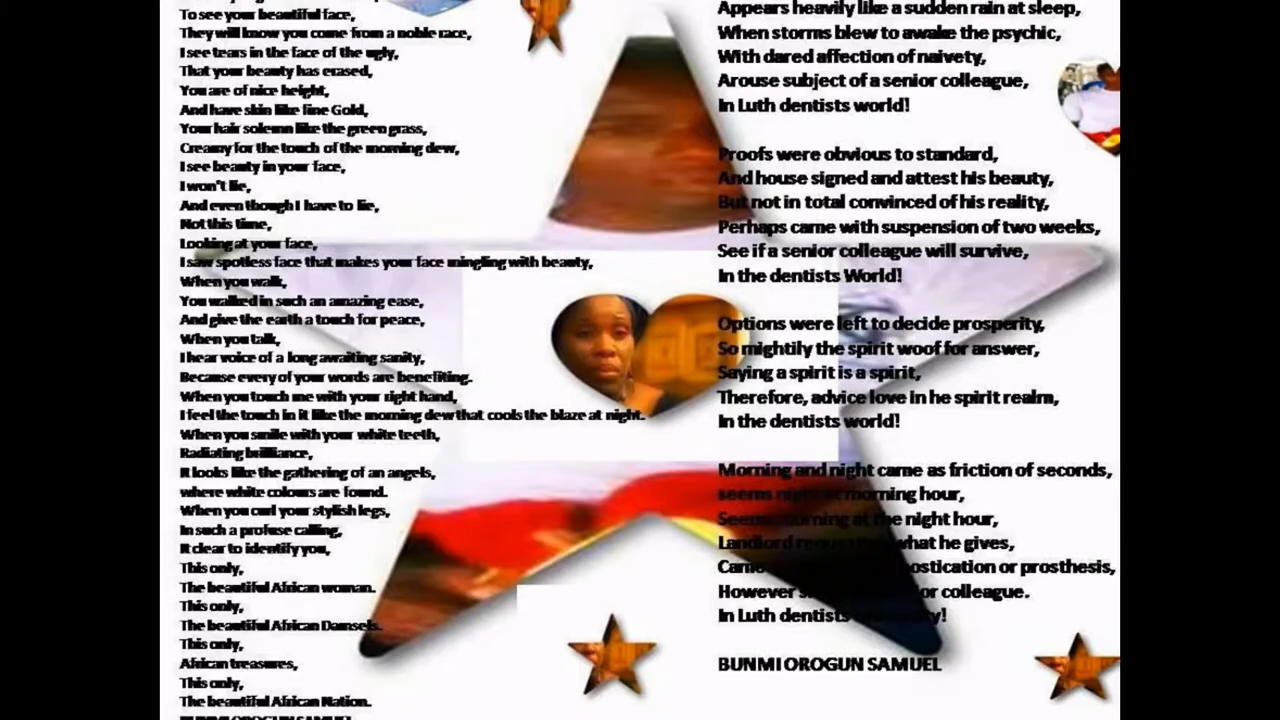 To see your beautiful face,
They will know you come from a noble race,
I see tears in the face of the ugly,
That your beauty has erased,
You are of nice height,
And have skin like fine Gold,
Your hair solemn like the green grass,
Creamy for the touch of the morning dew,
I see beauty in your face,
I won't lie,
And even though I have to lie,
Not this time,
Looking at your face,
I saw spotless face that makes your face mingling with beauty,
When you walk,
You walked in such an amazing ease,
And give the earth a touch for peace,
When you talk,
I hear voice of a long awaiting sanity,
Because every of your words are benefiting.
When you touch me with your right hand,
I feel the touch in it like the morning dew that cools the blaze at night.
When you smile with your white teeth,
Radiating brilliance,
It looks like the gathering of an angels,
where white colours are found.
When you curl your stylish legs,
In such a profuse calling,
It clear to identify you,
This only,
The beautiful African woman.
This only,
The beautiful African Damsels.
This only,
African treasures,
This only,
The beautiful African Nation.
BUNMI OROGUN SAMUEL
Appears heavily like a sudden rain at sleep,
When storms blew to awake the psychic,
With dared affection of naivety,
Arouse subject of a senior colleague,
In Luth dentists world!
Proofs were obvious to standard,
And house signed and attest his beauty,
But not in total convinced of his reality,
Perhaps came with suspension of two weeks,
See if a senior colleague will survive,
In the dentists World!
Options were left to decide prosperity,
So mightily the spirit woof for answer,
Saying a spirit is a spirit,
Therefore, advice love in he spirit realm,
In the dentists world!
Morning and night came as friction of seconds,
seems night at morning hour,
Seems morning at the night hour,
Landlord what he gives,
Came or prosthesis,
However colleague.
In Luth dentists
BUNMI OROGUN SAMUEL